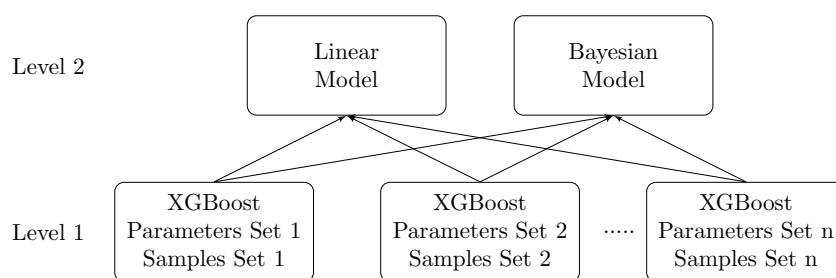 Level 2
Linear
Model
Bayesian
Model
Level 1
XGBoost
Parameters Set 1
Samples Set 1
XGBoost
Parameters Set 2
Samples Set 2
.....
XGBoost
Parameters Set n
Samples Set n